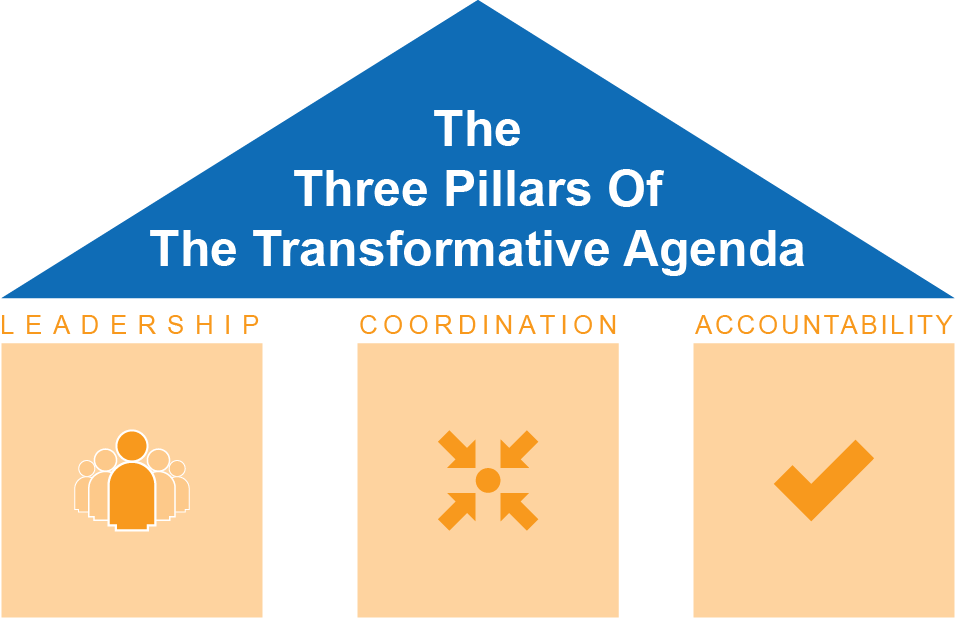 The
Three Pillars Of
The Transformative Agenda
LEADERSHIP
COORDINATION
ACCOUNTABILITY